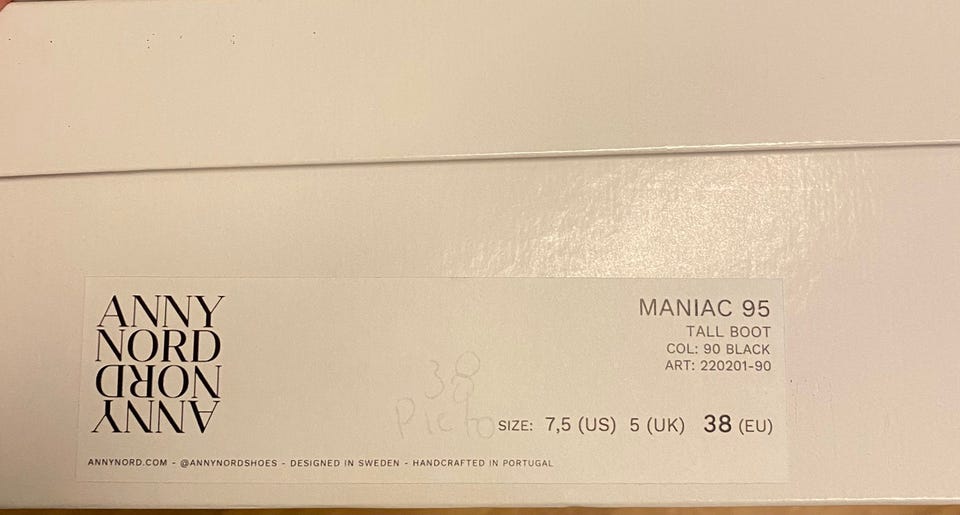 ANNY
NORD
NORD
ANNY
MANIAC 95
TALL BOOT
COL: 90 BLACK
ART: 220201-90
38
SIZE: 7,5 (US) 5 (UK) 38 (EU)
ANNYNORD.COM - @ANNYNORDSHOES - DESIGNED IN SWEDEN - HANDCRAFTED IN PORTUGAL